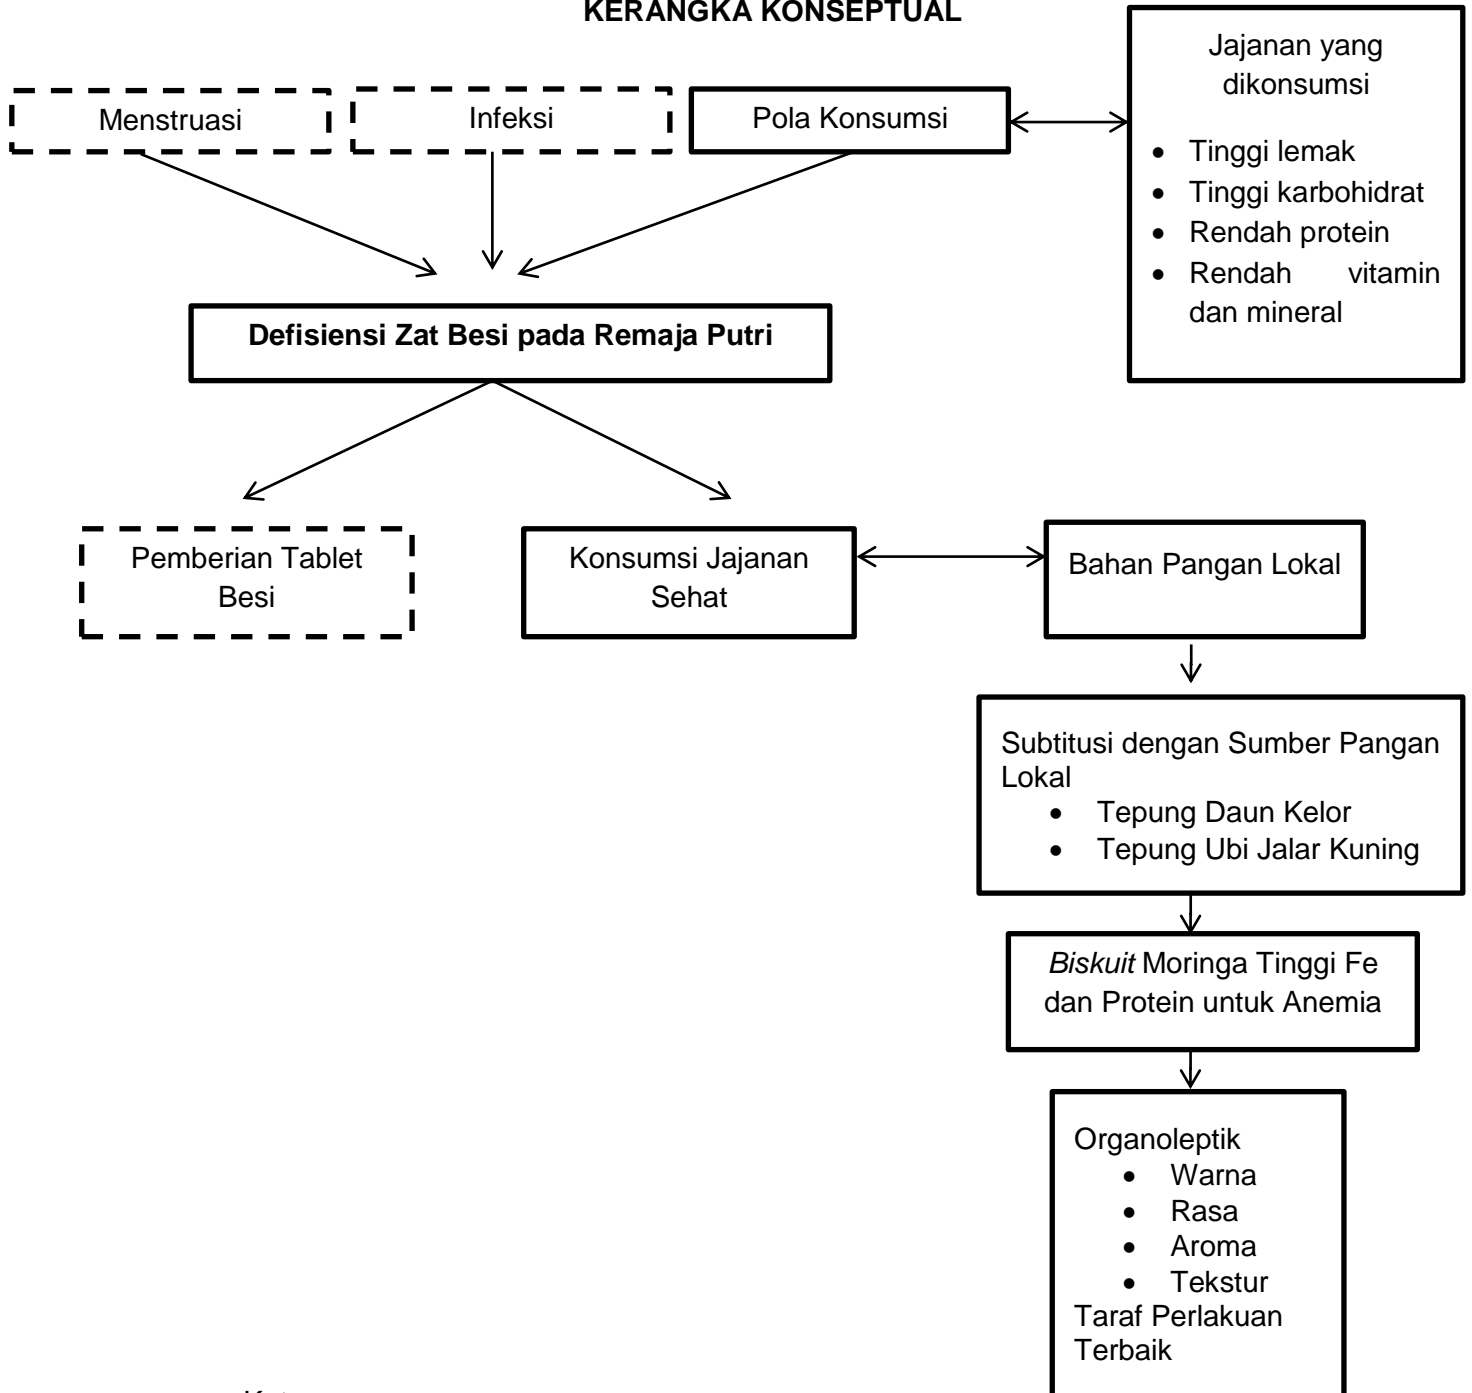 KERANGKA KONSEPTUAL
Jajanan yang
dikonsumsi
• Tinggi lemak
• Tinggi karbohidrat
• Rendah protein
• Rendah vitamin
dan mineral
Menstruasi
Infeksi
Pola Konsumsi
Defisiensi Zat Besi pada Remaja Putri
Pemberian Tablet
Besi
Konsumsi Jajanan
Sehat
Bahan Pangan Lokal
Subtitusi dengan Sumber Pangan
Lokal
• Tepung Daun Kelor
• Tepung Ubi Jalar Kuning
Biskuit Moringa Tinggi Fe
dan Protein untuk Anemia
Organoleptik
• Warna
• Rasa
• Aroma
• Tekstur
Taraf Perlakuan
Terbaik